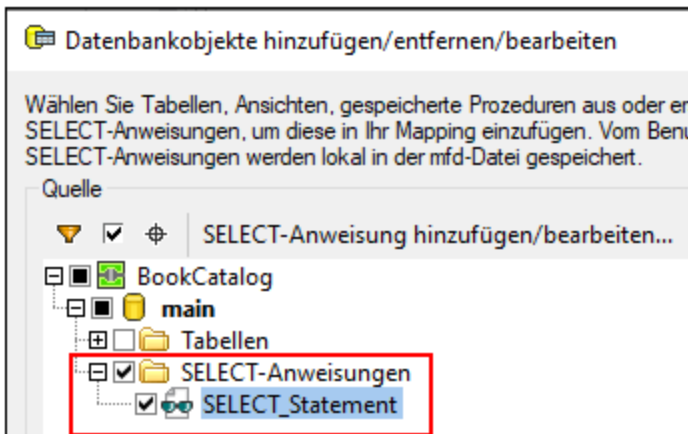 Datenbankobjekte hinzufügen/entfernen/bearbeiten
Wählen Sie Tabellen, Ansichten, gespeicherte Prozeduren aus oder
SELECT-Anweisungen, um diese in Ihr Mapping einzufügen. Vom
SELECT-Anweisungen werden lokal in der mfd-Datei gespeichert.
Quelle
SELECT-Anweisung hinzufügen/bearbeiten...
BookCatalog
main
Tabellen
SELECT-Anweisungen
SELECT_Statement